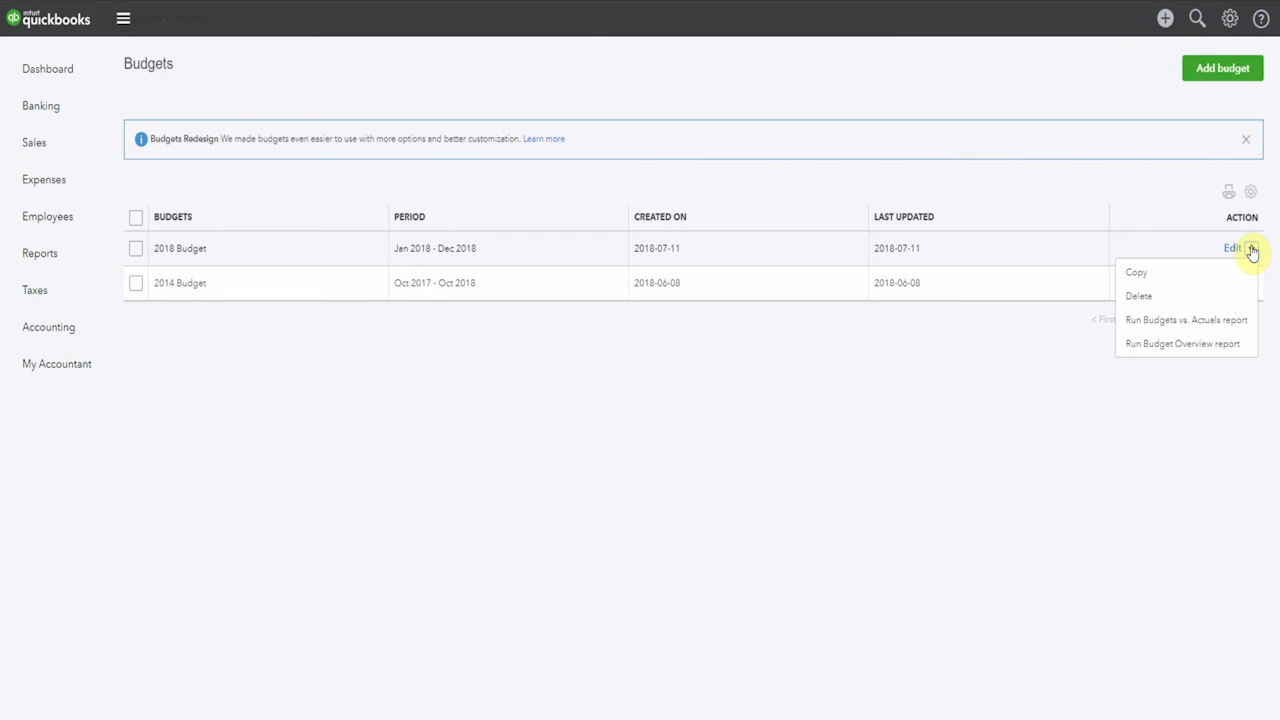 intuit
quickbooks
Dashboard
Banking
Sales
Expenses
Employees
Reports
Taxes
Accounting
My Accountant
Budgets
Add budget
Budgets Redesign We made budgets even easier to use with more options and better customization. Learn more
BUDGETS PERIOD CREATED ON LAST UPDATED ACTION
2018 Budget Jan 2018 - Dec 2018 2018-07-11 2018-07-11 Edit
2014 Budget Oct 2017 - Oct 2018 2018-06-08 2018-06-08
Copy
Delete
Run Budgets vs. Actuals report
Run Budget Overview report
< First